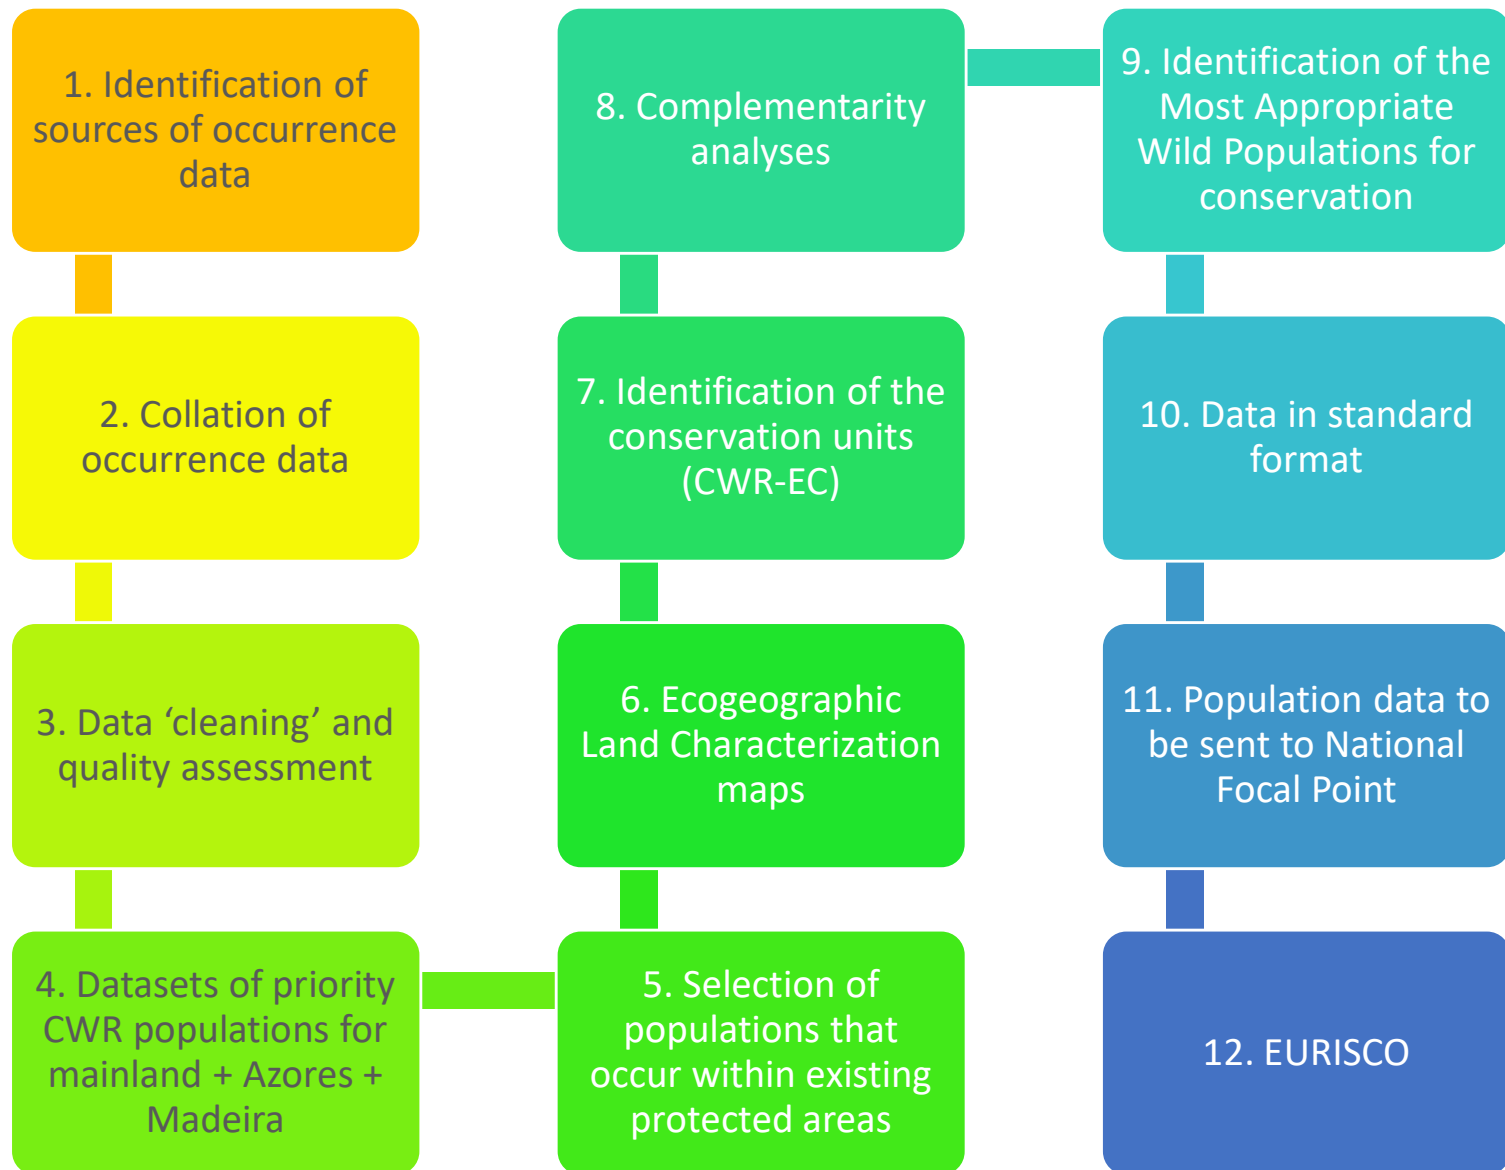 1. Identification of
sources of occurrence
data
2. Collation of
occurrence data
3. Data ‘cleaning’ and
quality assessment
4. Datasets of priority
CWR populations for
mainland + Azores +
Madeira
5. Selection of
populations that
occur within existing
protected areas
6. Ecogeographic
Land Characterization
maps
7. Identification of the
conservation units
(CWR-EC)
8. Complementarity
analyses
9. Identification of the
Most Appropriate
Wild Populations for
conservation
10. Data in standard
format
11. Population data to
be sent to National
Focal Point
12. EURISCO